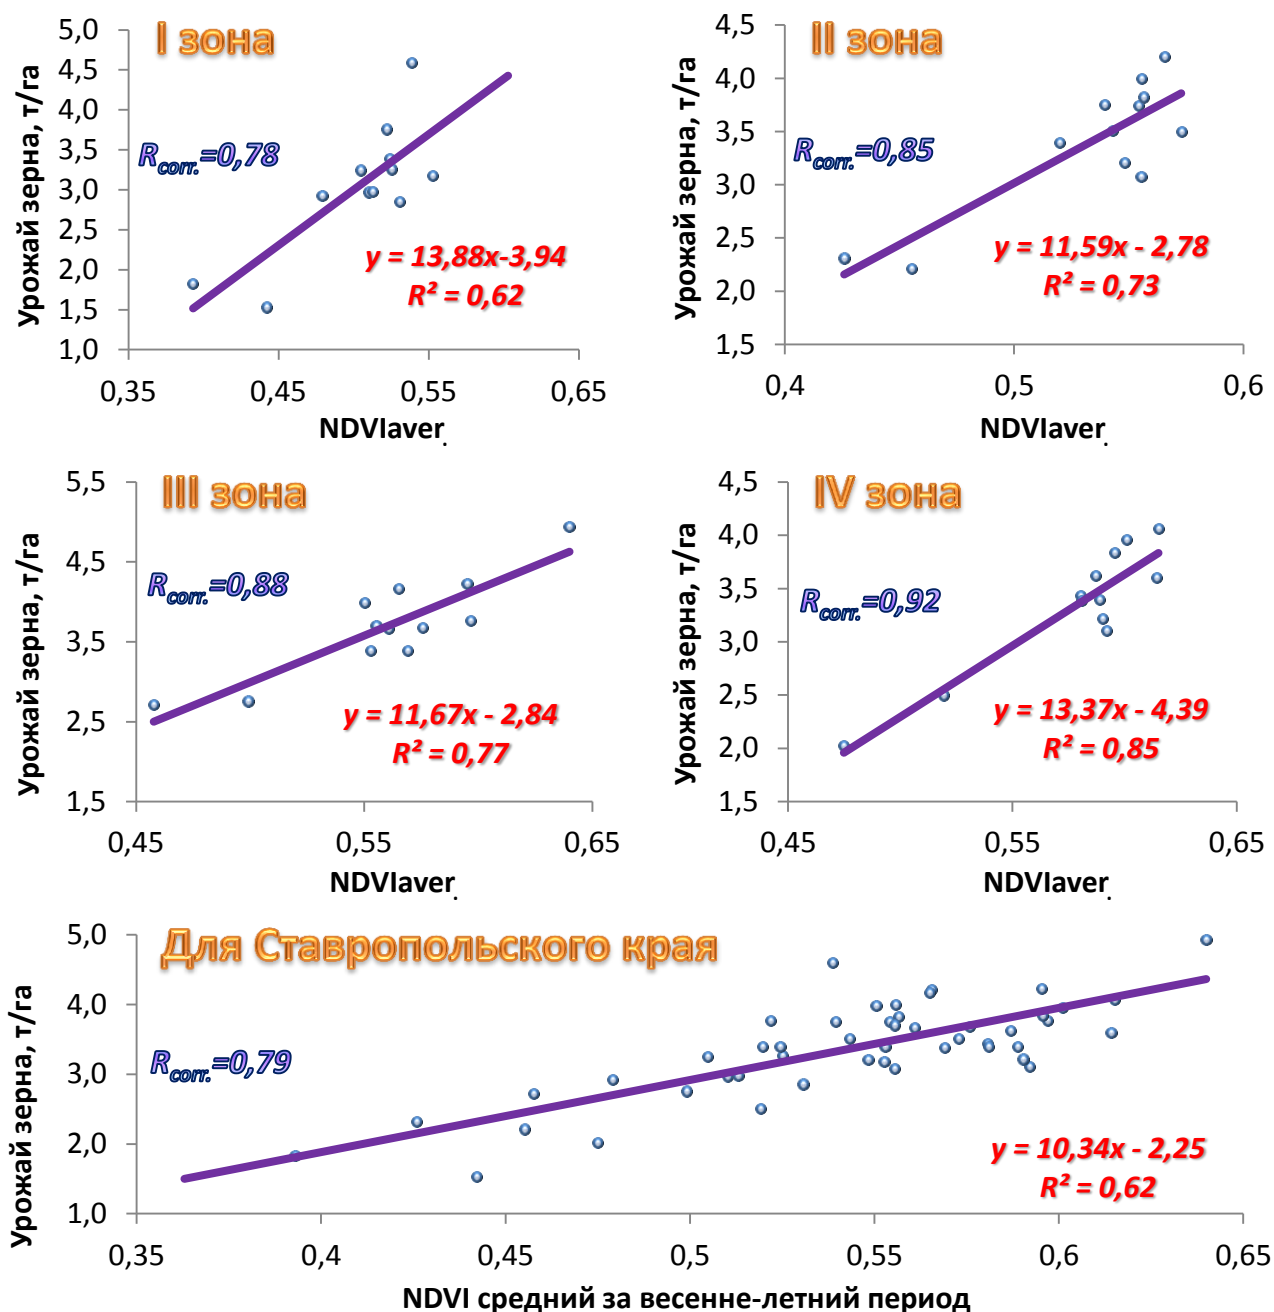 I зона
Урожай зерна, т/га
5,0
4,5
4,0
3,5
3,0
2,5
2,0
1,5
1,0
R corr.=0,78
y = 13,88x-3,94
R² = 0,62
0,35 0,45 0,55 0,65
NDVIaver.
II зона
Урожай зерна, т/га
4,5
4,0
3,5
3,0
2,5
2,0
1,5
R corr.=0,85
y = 11,59x - 2,78
R² = 0,73
0,4 0,5 0,6
NDVIaver.
III зона
Урожай зерна, т/га
5,5
4,5
3,5
2,5
1,5
R corr.=0,88
y = 11,67x - 2,84
R² = 0,77
0,45 0,55 0,65
NDVIaver.
IV зона
Урожай зерна, т/га
4,5
4,0
3,5
3,0
2,5
2,0
1,5
R corr.=0,92
y = 13,37x - 4,39
R² = 0,85
0,45 0,55 0,65
NDVIaver.
Для Ставропольского края
Урожай зерна, т/га
5,0
4,0
3,0
2,0
1,0
R corr.=0,79
y = 10,34x - 2,25
R² = 0,62
0,35 0,4 0,45 0,5 0,55 0,6 0,65
NDVI средний за весенне-летний период